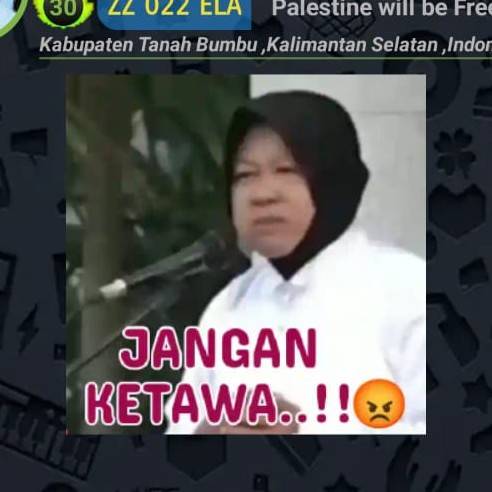 30 ZZ 022 ELA Palestine will be Free
Kabupaten Tanah Bumbu ,Kalimantan Selatan ,Indon
JANGAN
KETAWA..!!😡